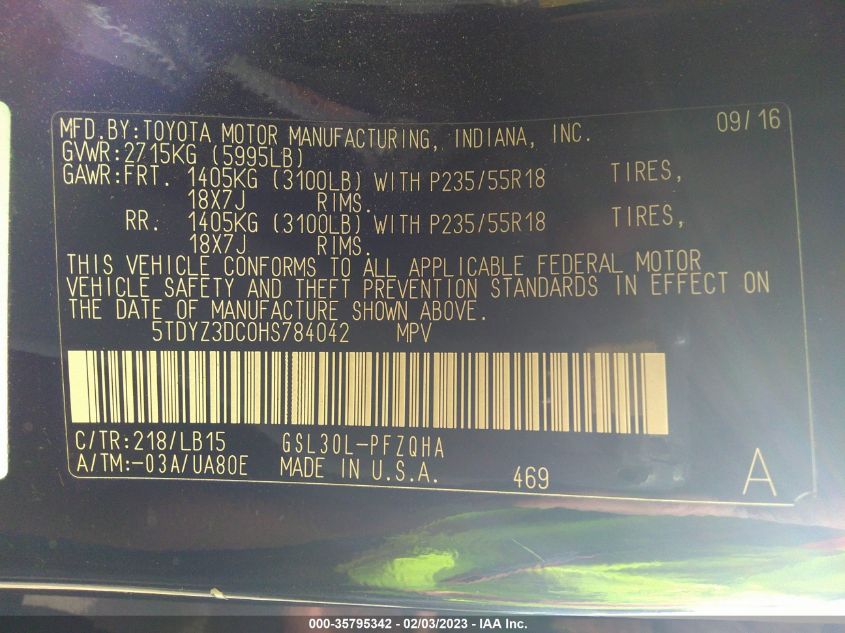 MFD.BY:TOYOTA MOTOR MANUFACTURING, INDIANA, INC. 09/16
GVWR:2715KG (5995LB)
GAWR:FRT. 1405KG (3100LB) WITH P235/55R18 TIRES,
18X7J RIMS.
RR. 1405KG (3100LB) WITH P235/55R18 TIRES,
18X7J RIMS.
THIS VEHICLE CONFORMS TO ALL APPLICABLE FEDERAL MOTOR
VEHICLE SAFETY AND THEFT PREVENTION STANDARDS IN EFFECT ON
THE DATE OF MANUFACTURE SHOWN ABOVE.
5TDYZ3DC0HS784042 MPV
C/TR:218/LB15 GSL30L-PFZQHA
A/TM:-03A/UA80E MADE IN U.S.A. 469 A
000-35795342 - 02/03/2023 - IAA Inc.